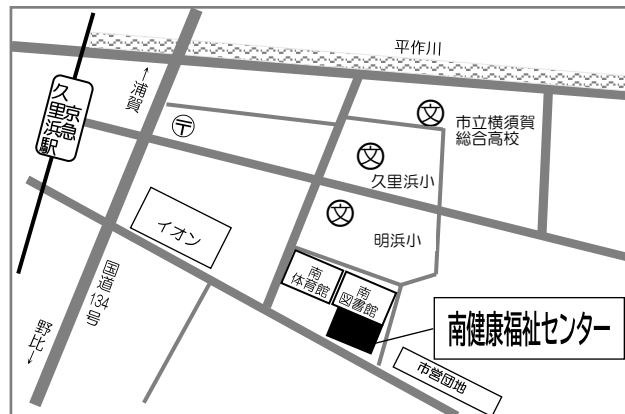 平作川
↑浦賀
京急
久里浜駅
〒
文
市立横須賀
総合高校
文
久里浜小
文
明浜小
イオン
国道134号
野比↓
南
体育館
南
図書館
南健康福祉センター
市営団地